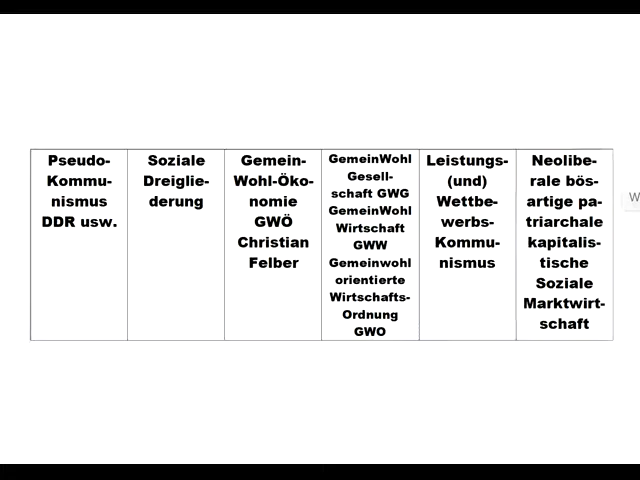 Pseudo-
Kommu-
nismus
DDR usw.
Soziale
Dreiglie-
derung
Gemein-
Wohl-Öko-
nomie
GWÖ
Christian
Felber
GemeinWohl
Gesell-
schaft GWG
GemeinWohl
Wirtschaft
GWW
Gemeinwohl
orientierte
Wirtschafts-
Ordnung
GWO
Leistungs-
(und)
Wettbe-
werbs-
Kommu-
nismus
Neolibe-
rale bös-
artige pa-
triarchale
kapitalis-
tische
Soziale
Marktwirt-
schaft
W